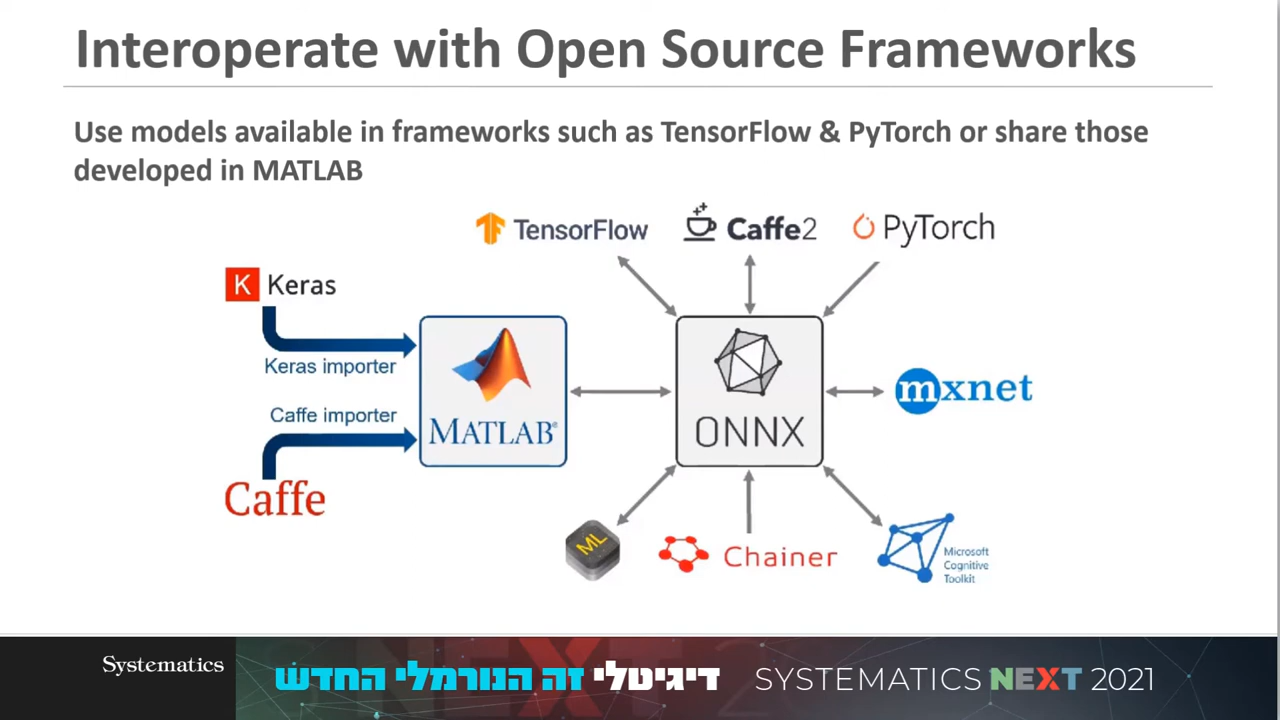 Interoperate with Open Source Frameworks
Use models available in frameworks such as TensorFlow & PyTorch or share those
developed in MATLAB
TensorFlow
Caffe2
PyTorch
K Keras
Keras importer
Caffe importer
Caffe
MATLAB®
ONNX
mxnet
ML
Chainer
Microsoft
Cognitive
Toolkit
Systematics
דיגיטלי זה הנורמלי החדש
SYSTEMATICS NEXT 2021